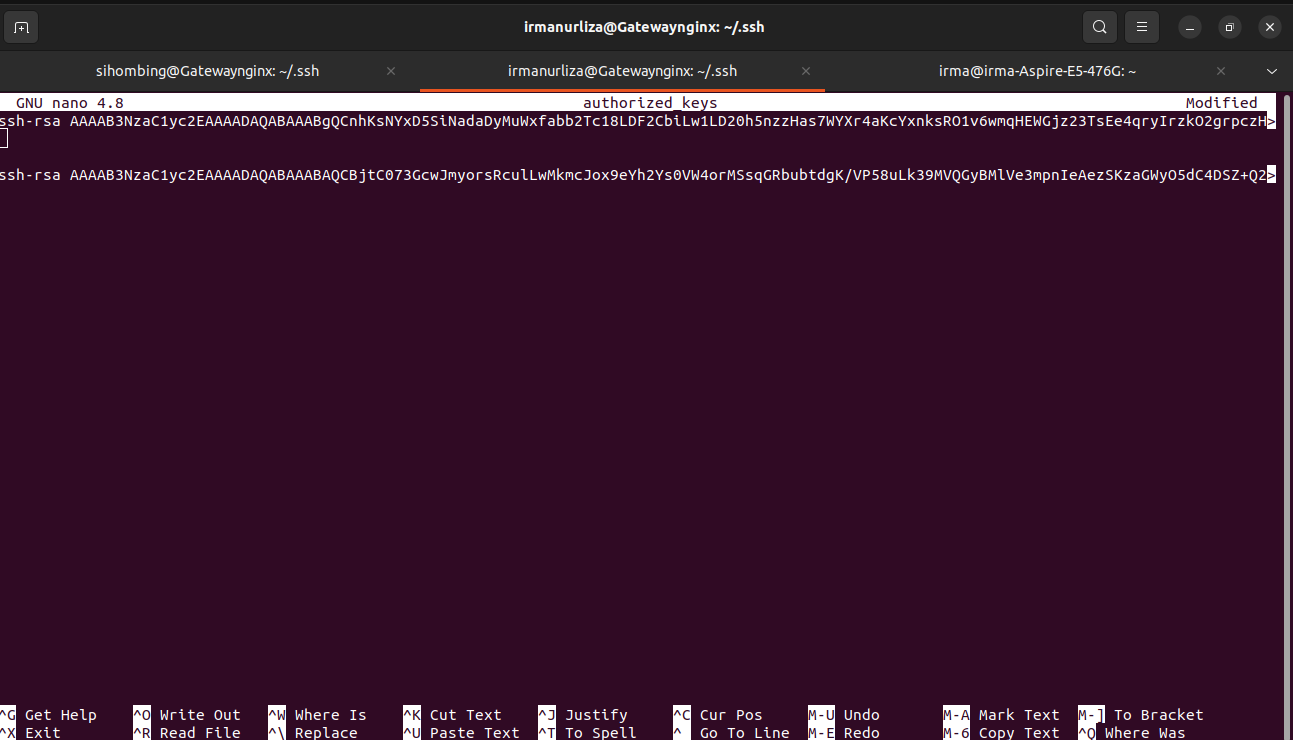 irmanurliza@Gatewaynginx: ~/.ssh
sihombing@Gatewaynginx: ~/.ssh
irmanurliza@Gatewaynginx: ~/.ssh
irma@irma-Aspire-E5-476G: ~
GNU nano 4.8 authorized_keys Modified
ssh-rsa AAAAB3NzaC1yc2EAAAADAQABAAABgQCnhKsNYxD5SiNadaDyMuWxfabb2Tc18LDF2CbiLw1LD20h5nzzHas7WYXr4aKcYxnksRO1v6wmqHEWGjz23TsEe4qryIrzkO2grpczH>
ssh-rsa AAAAB3NzaC1yc2EAAAADAQABAAABAQCBjtC073GcwJmyorsRculLwMkmcJox9eYh2Ys0VW4orMSsqGRbubtdgK/VP58uLk39MVQGyBMlVe3mpnIeAezSKzaGWyO5dC4DSZ+Q2>
^G Get Help ^O Write Out ^W Where Is ^K Cut Text ^J Justify ^C Cur Pos M-U Undo M-A Mark Text M-] To Bracket
^X Exit ^R Read File ^\ Replace ^U Paste Text ^T To Spell ^_ Go To Line M-E Redo M-6 Copy Text ^Q Where Was